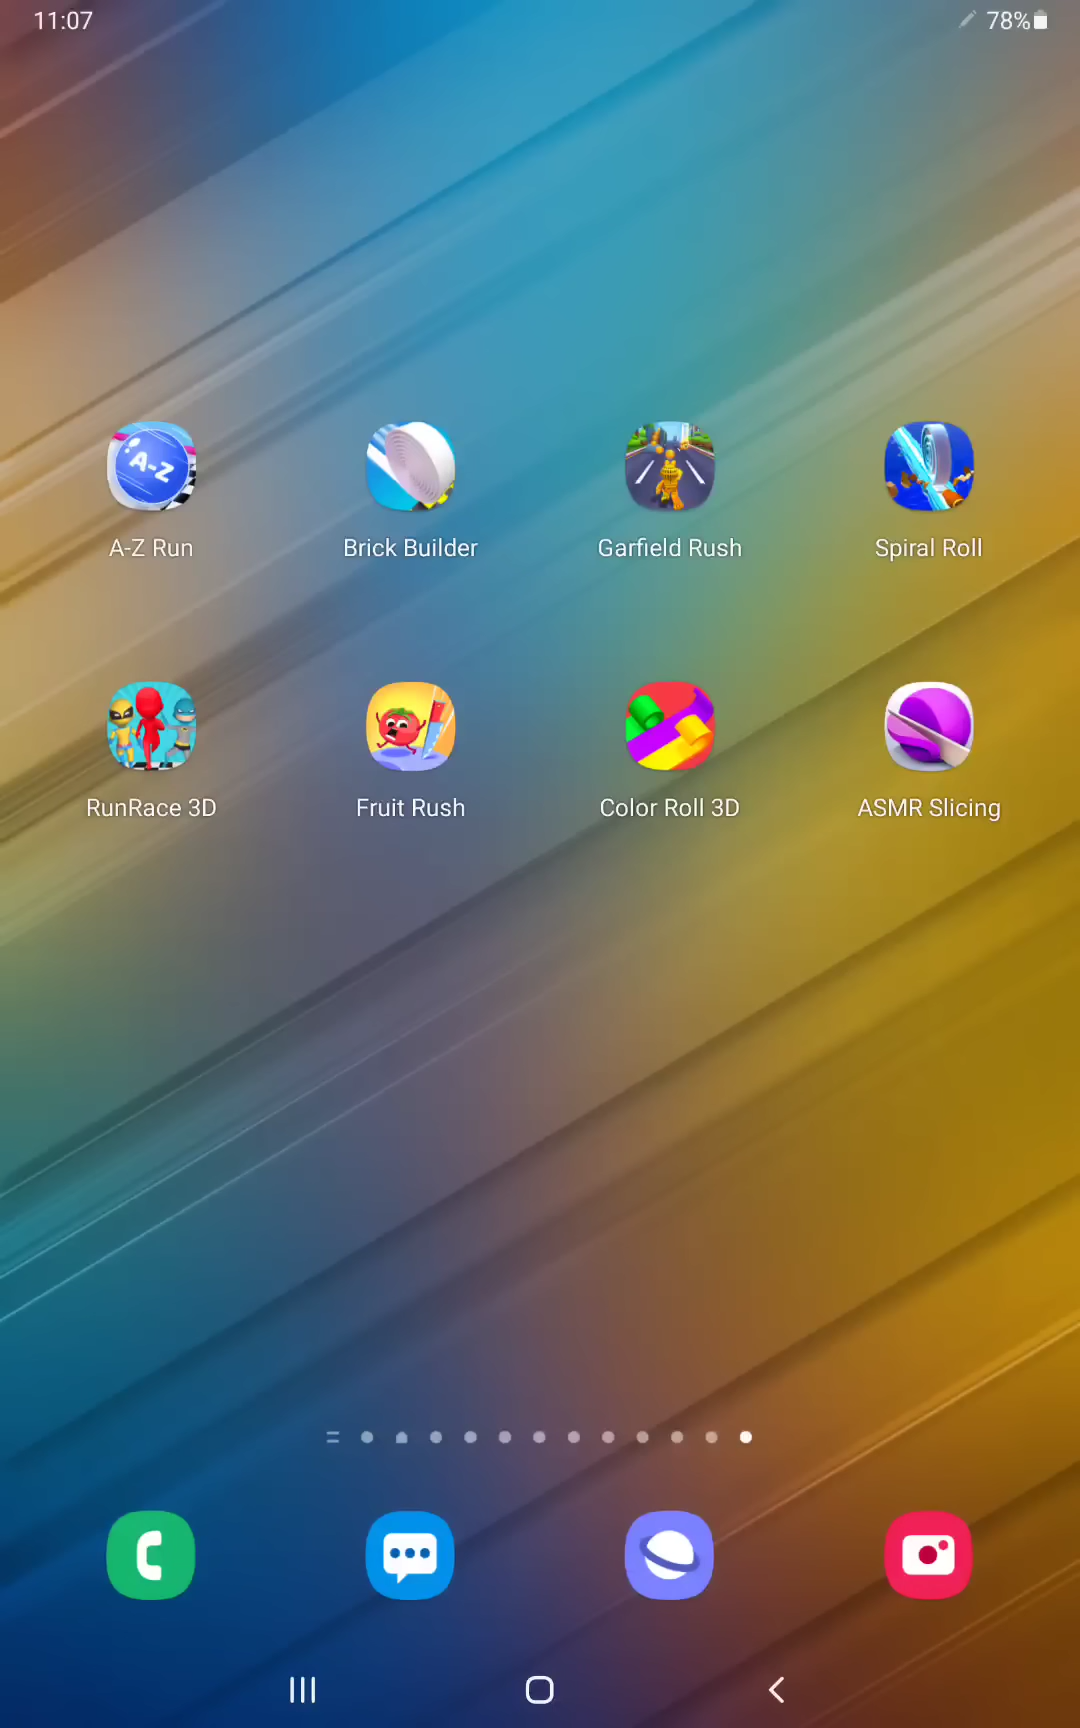 11:07
78%
A-Z
A-Z Run
Brick Builder
Garfield Rush
Spiral Roll
RunRace 3D
Fruit Rush
Color Roll 3D
ASMR Slicing